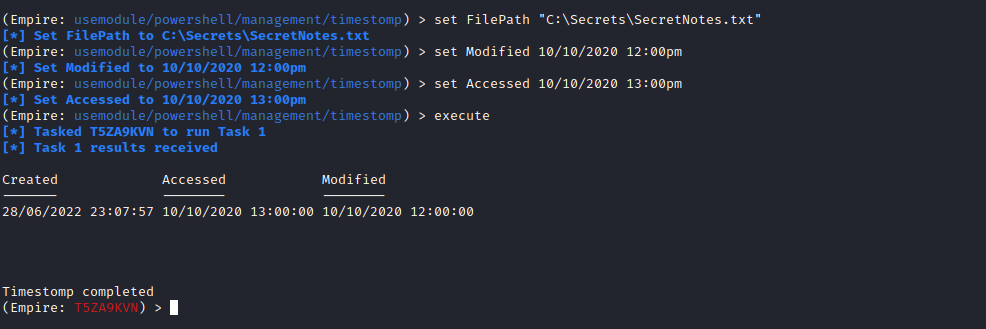 (Empire: usemodule/powershell/management/timestomp) > set FilePath "C:\Secrets\SecretNotes.txt"
[*] Set FilePath to C:\Secrets\SecretNotes.txt
(Empire: usemodule/powershell/management/timestomp) > set Modified 10/10/2020 12:00pm
[*] Set Modified to 10/10/2020 12:00pm
(Empire: usemodule/powershell/management/timestomp) > set Accessed 10/10/2020 13:00pm
[*] Set Accessed to 10/10/2020 13:00pm
(Empire: usemodule/powershell/management/timestomp) > execute
[*] Tasked T5ZA9KVN to run Task 1
[*] Task 1 results received
Created Accessed Modified
------- -------- --------
28/06/2022 23:07:57 10/10/2020 13:00:00 10/10/2020 12:00:00
Timestomp completed
(Empire: T5ZA9KVN) >